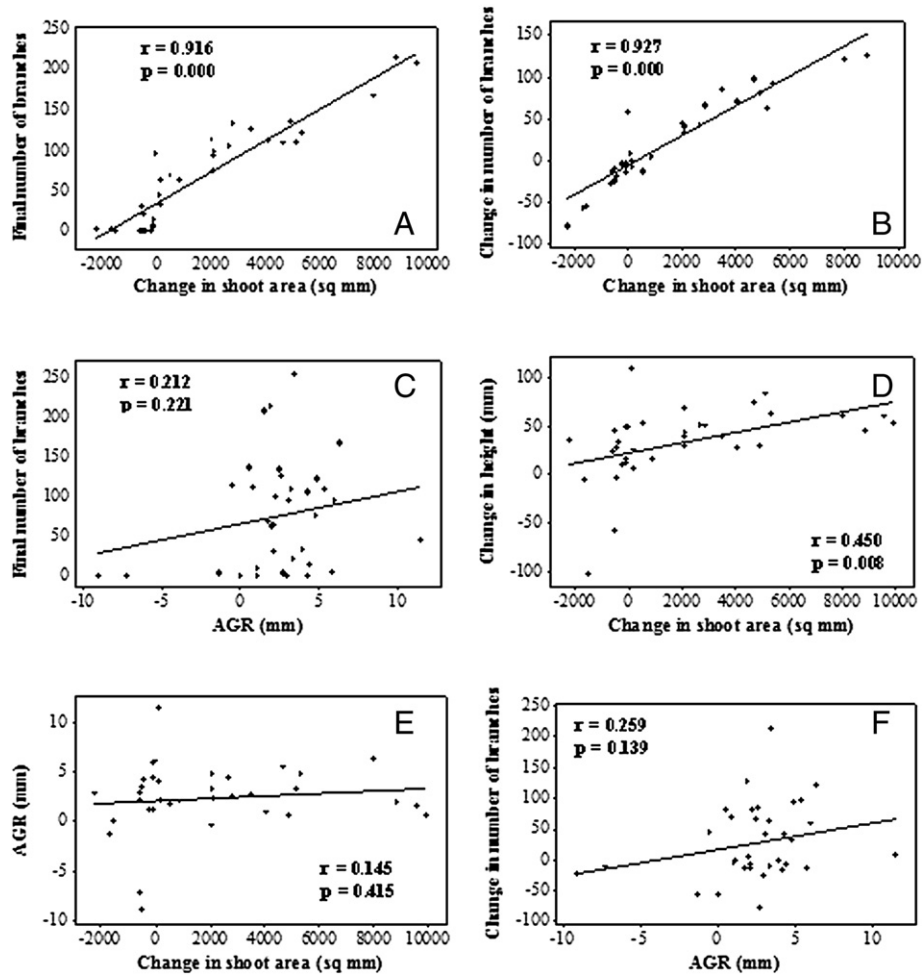 250
200
150
100
50
0
Final number of branches
r = 0.916
p = 0.000
A
-2000 0 2000 4000 6000 8000 10000
Change in shoot area (sq mm)
150
100
50
0
-50
-100
Change in number of branches
r = 0.927
p = 0.000
B
-2000 0 2000 4000 6000 8000 10000
Change in shoot area (sq mm)
250
200
150
100
50
0
Final number of branches
r = 0.212
p = 0.221
C
-10 -5 0 5 10
AGR (mm)
100
50
0
-50
-100
Change in height (mm)
D
r = 0.450
p = 0.008
-2000 0 2000 4000 6000 8000 10000
Change in shoot area (sq mm)
10
5
0
-5
-10
AGR (mm)
E
r = 0.145
p = 0.415
-2000 0 2000 4000 6000 8000 10000
Change in shoot area (sq mm)
250
200
150
100
50
0
-50
-100
Change in number of branches
r = 0.259
p = 0.139
F
-10 -5 0 5 10
AGR (mm)